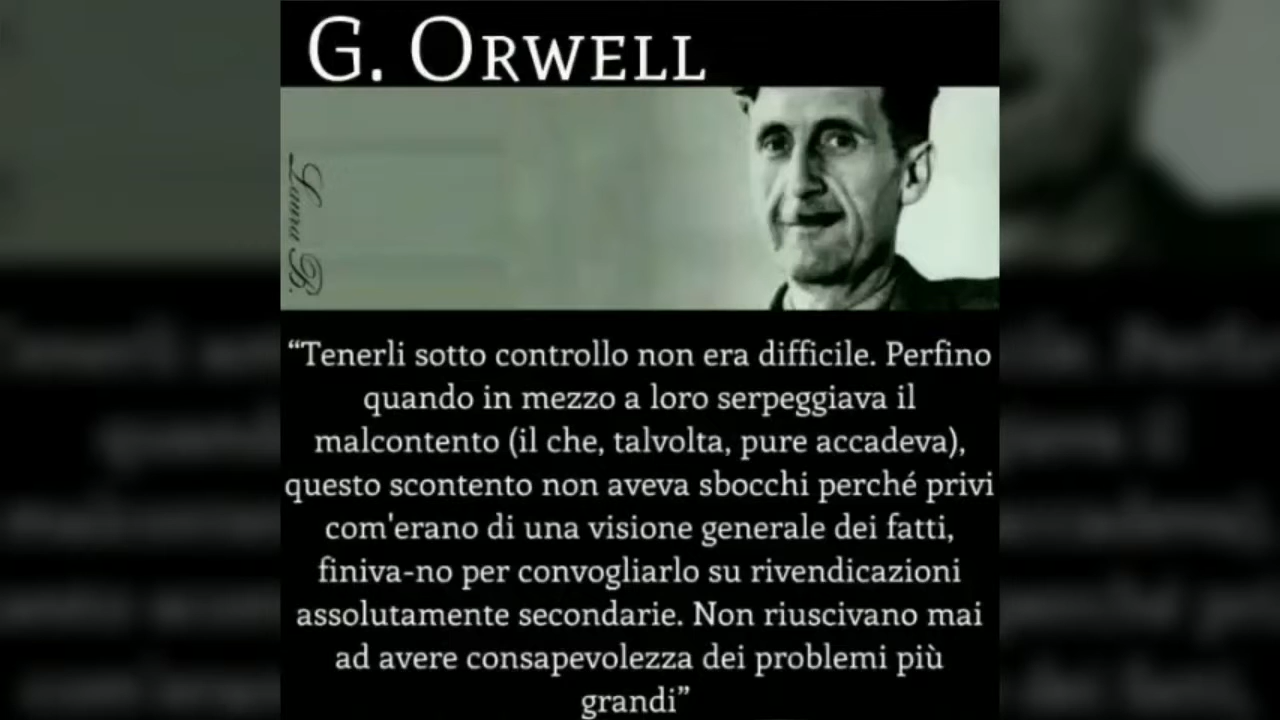 G. ORWELL
Laura B.
“Tenerli sotto controllo non era difficile. Perfino
quando in mezzo a loro serpeggiava il
malcontento (il che, talvolta, pure accadeva),
questo scontento non aveva sbocchi perché privi
com'erano di una visione generale dei fatti,
finiva-no per convogliarlo su rivendicazioni
assolutamente secondarie. Non riuscivano mai
ad avere consapevolezza dei problemi più
grandi”